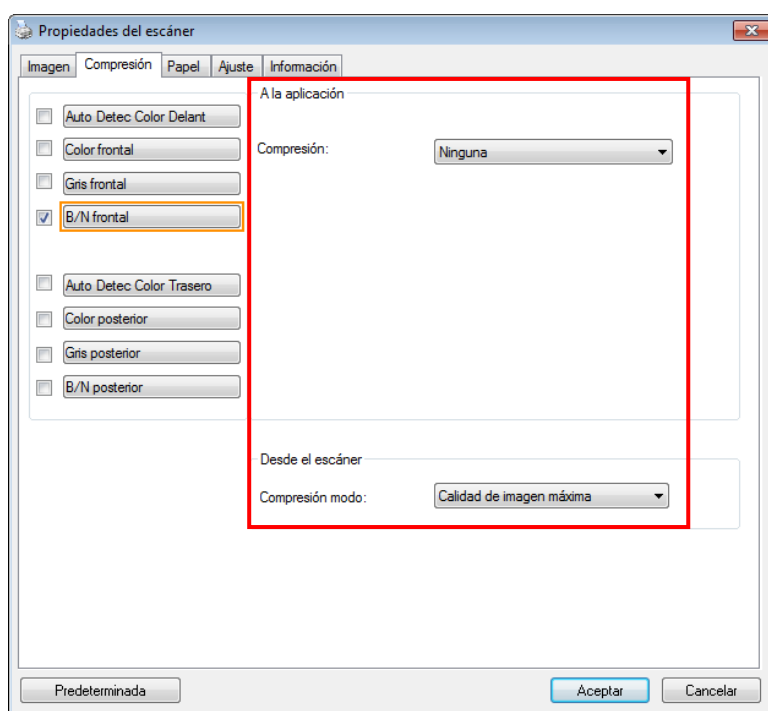 Propiedades del escáner
Imagen Compresión Papel Ajuste Información
A la aplicación
Auto Detec Color Delant
Color frontal
Compresión: Ninguna
Gris frontal
B/N frontal
Auto Detec Color Trasero
Color posterior
Gris posterior
B/N posterior
Desde el escáner
Compresión modo: Calidad de imagen máxima
Predeterminada Aceptar Cancelar